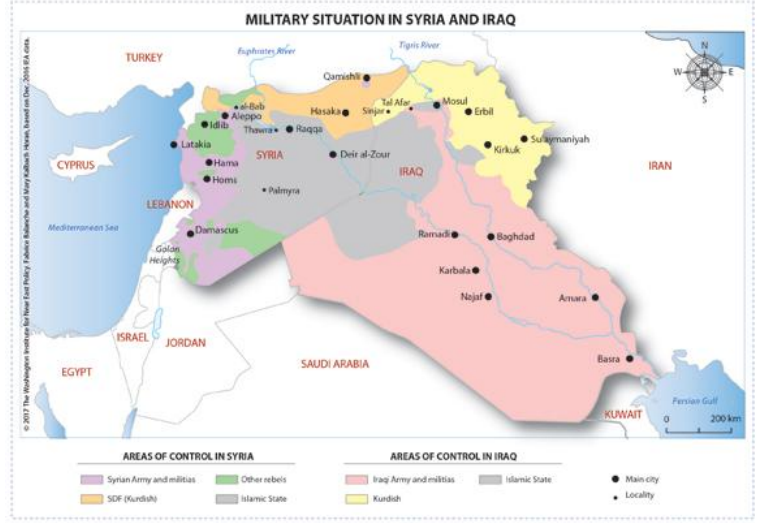 MILITARY SITUATION IN SYRIA AND IRAQ
© 2017 The Washington Institute for Near East Policy. Fabrice Balanche and Mary Kalbach Horan, based on Dec. 2016 IEA data.
TURKEY
Euphrates River
Tigris River
N
W
E
S
Qamishli
al-Bab
Aleppo
Idlib
Hasaka
Sinjar
Tal Afar
Mosul
Erbil
Thawra
Raqqa
Latakia
SYRIA
Deir al-Zour
Kirkuk
Sulaymaniyah
CYPRUS
Hama
Homs
IRAQ
IRAN
Palmyra
LEBANON
Mediterranean Sea
Damascus
Golan
Heights
Ramadi
Baghdad
Karbala
Najaf
Amara
ISRAEL
JORDAN
SAUDI ARABIA
EGYPT
Basra
KUWAIT
Persian Gulf
0 200 km
AREAS OF CONTROL IN SYRIA
Syrian Army and militias
Other rebels
SDF (Kurdish)
Islamic State
AREAS OF CONTROL IN IRAQ
Iraqi Army and militias
Islamic State
Kurdish
Main city
Locality